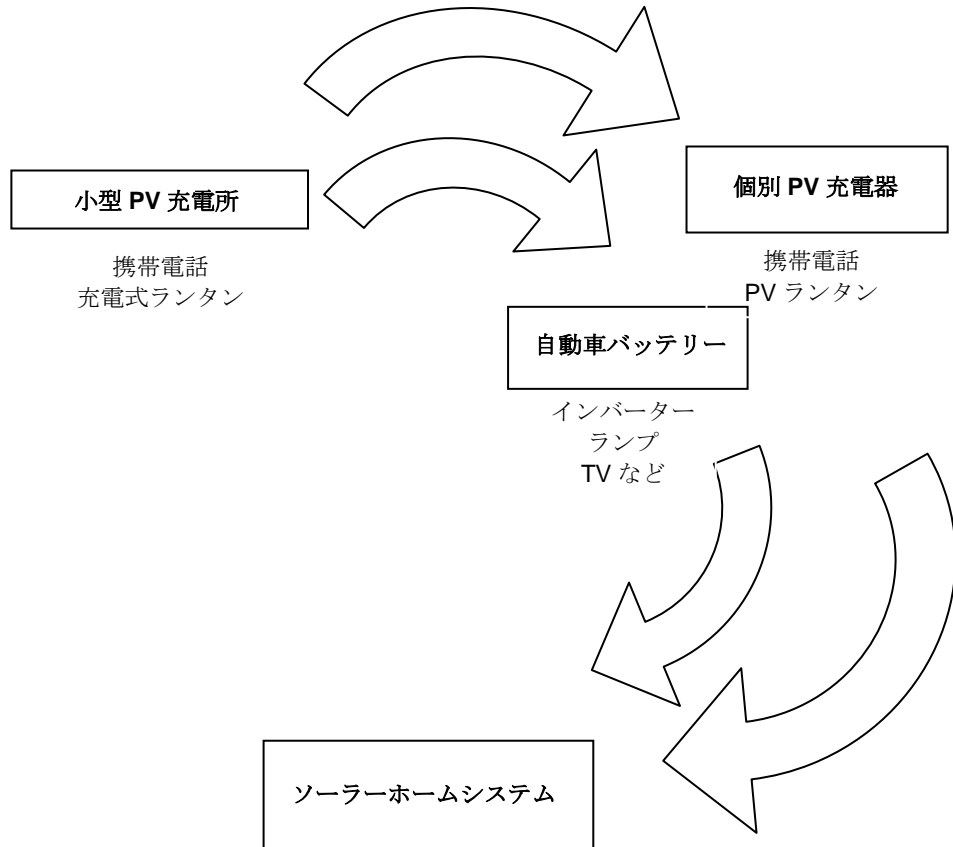 小型 PV 充電所
携帯電話
充電式ランタン
個別 PV 充電器
携帯電話
PV ランタン
自動車バッテリー
インバーター
ランプ
TV など
ソーラーホームシステム